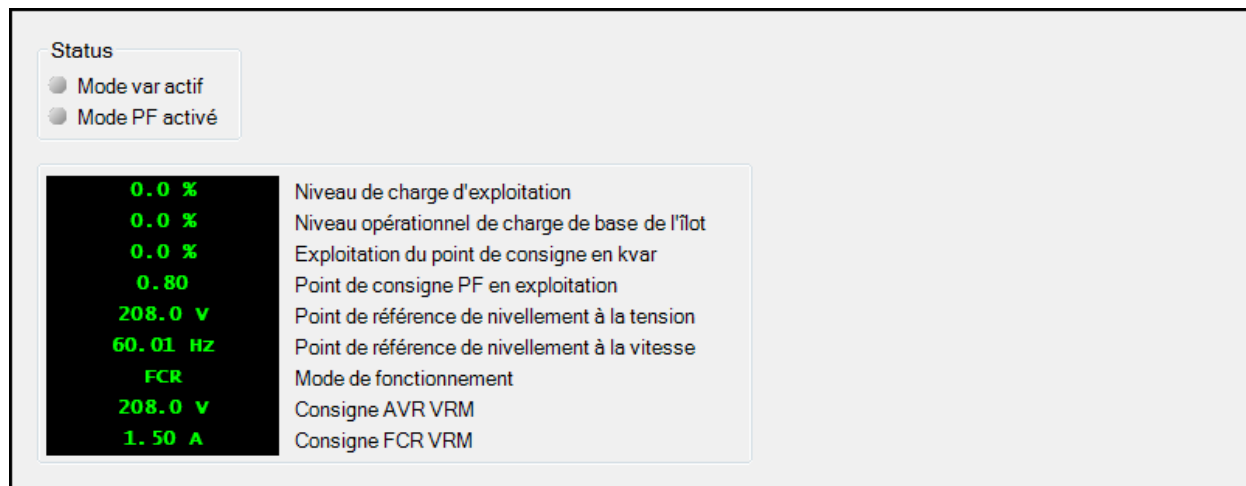 Status
Mode var actif
Mode PF activé
0.0 % Niveau de charge d'exploitation
0.0 % Niveau opérationnel de charge de base de l'îlot
0.0 % Exploitation du point de consigne en kvar
0.80 Point de consigne PF en exploitation
208.0 V Point de référence de nivellement à la tension
60.01 Hz Point de référence de nivellement à la vitesse
FCR Mode de fonctionnement
208.0 V Consigne AVR VRM
1.50 A Consigne FCR VRM